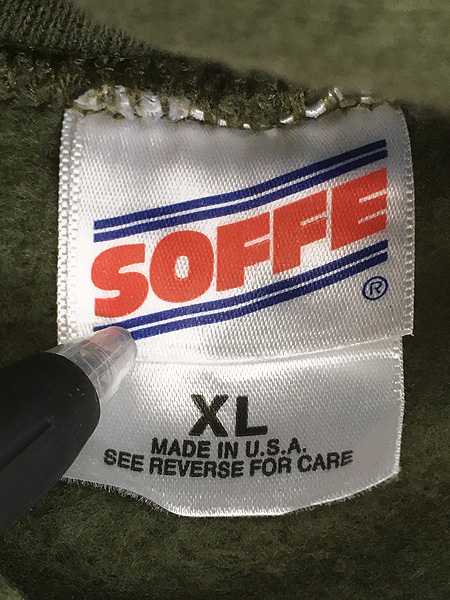 SOFFE
®
XL
MADE IN U.S.A.
SEE REVERSE FOR CARE